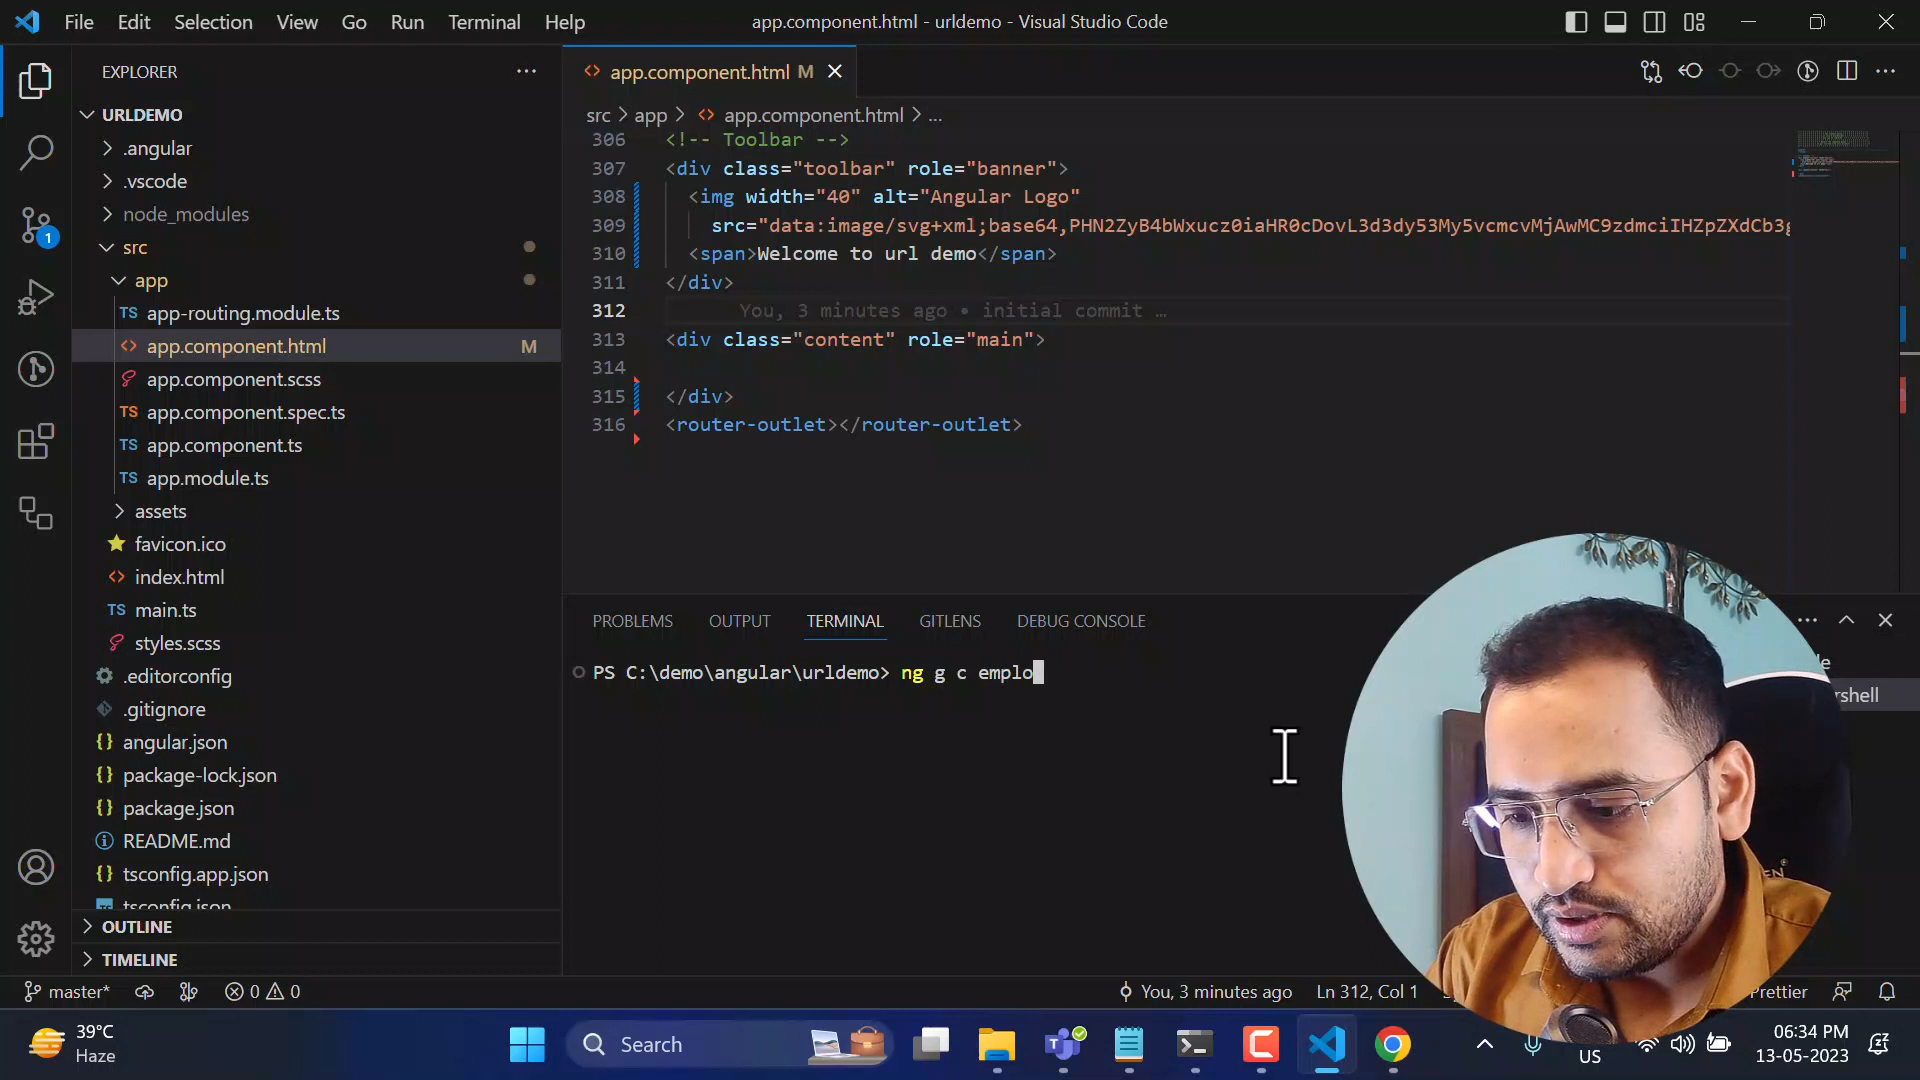 File Edit Selection View Go Run Terminal Help
app.component.html - urldemo - Visual Studio Code
EXPLORER
URLDEMO
.angular
.vscode
node_modules
src
app
app-routing.module.ts
app.component.html M
app.component.scss
app.component.spec.ts
app.component.ts
app.module.ts
assets
favicon.ico
index.html
main.ts
styles.scss
.editorconfig
.gitignore
angular.json
package-lock.json
package.json
README.md
tsconfig.app.json
tsconfig.json
OUTLINE
TIMELINE
app.component.html M
src > app > app.component.html > ...
306 <!-- Toolbar -->
307 <div class="toolbar" role="banner">
308 <img width="40" alt="Angular Logo"
309 src="data:image/svg+xml;base64,PHN2ZyB4bWxucz0iaHR0cDovL3d3dy53My5vcmcvMjAwMC9zdmciIHZpZXdCb3g
310 <span>Welcome to url demo</span>
311 </div>
312 You, 3 minutes ago • initial commit …
313 <div class="content" role="main">
314
315 </div>
316 <router-outlet></router-outlet>
PROBLEMS OUTPUT TERMINAL GITLENS DEBUG CONSOLE
PS C:\demo\angular\urldemo> ng g c emplo
rshell
1
master* 0 0
You, 3 minutes ago Ln 312, Col 1 Prettier
39°C
Haze
Search
US
06:34 PM
13-05-2023